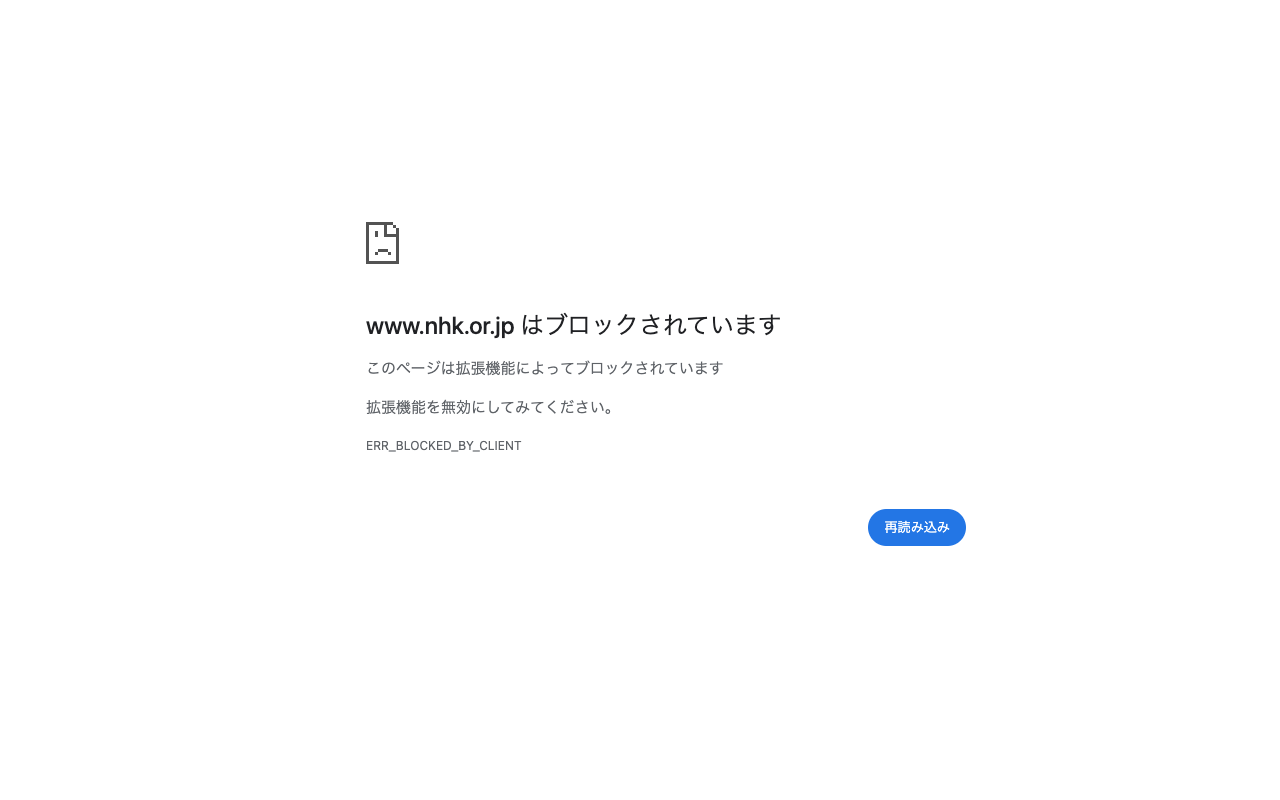 www.nhk.or.jp はブロックされています
このページは拡張機能によってブロックされています
拡張機能を無効にしてみてください。
ERR_BLOCKED_BY_CLIENT
再読み込み